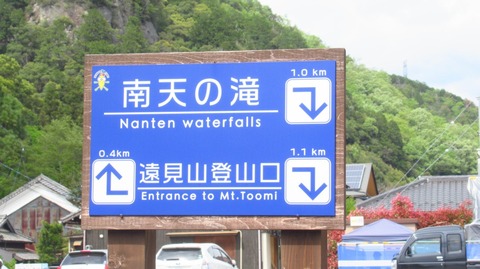 1.0 km
南天の滝
Nanten waterfalls
0.4km
1.1 km
遠見山登山口
Entrance to Mt.Toomi